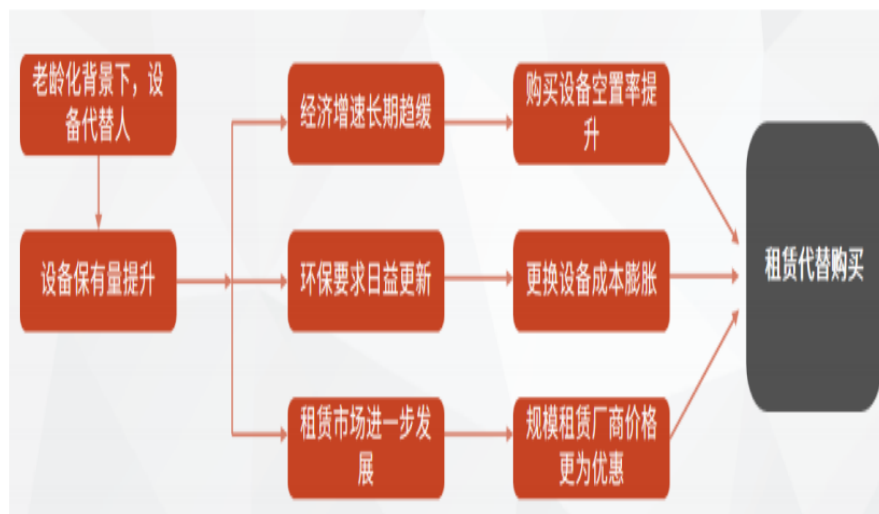 老龄化背景下，设
备代替人
设备保有量提升
经济增速长期趋缓
购买设备空置率提
升
环保要求日益更新
更换设备成本膨胀
租赁市场进一步发
展
规模租赁厂商价格
更为优惠
租赁代替购买